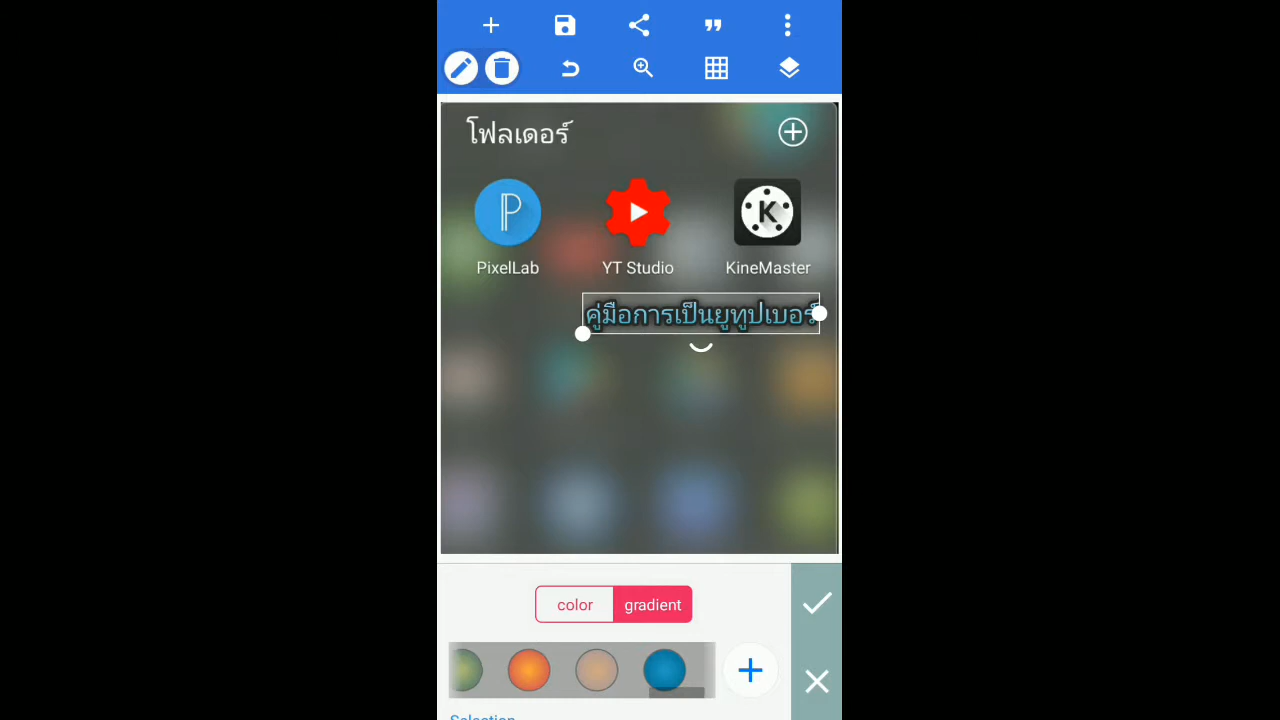 โฟลเดอร์
PixelLab
YT Studio
KineMaster
คู่มือการเป็นยูทูปเบอร์
color
gradient
Selection